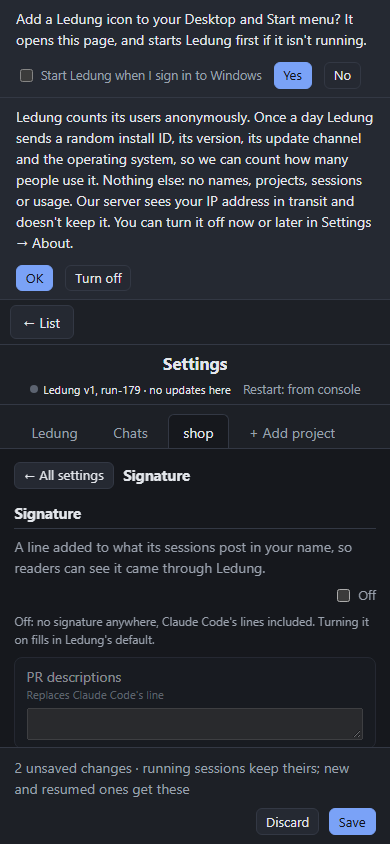 Add a Ledung icon to your Desktop and Start menu? It
opens this page, and starts Ledung first if it isn't running.
Start Ledung when I sign in to Windows Yes No
Ledung counts its users anonymously. Once a day Ledung
sends a random install ID, its version, its update channel
and the operating system, so we can count how many
people use it. Nothing else: no names, projects, sessions
or usage. Our server sees your IP address in transit and
doesn't keep it. You can turn it off now or later in Settings
→ About.
OK Turn off
← List
Settings
Ledung v1, run-179 · no updates here Restart: from console
Ledung Chats shop + Add project
← All settings Signature
Signature
A line added to what its sessions post in your name, so
readers can see it came through Ledung.
Off
Off: no signature anywhere, Claude Code's lines included. Turning it
on fills in Ledung's default.
PR descriptions
Replaces Claude Code's line
2 unsaved changes · running sessions keep theirs; new
and resumed ones get these
Discard Save